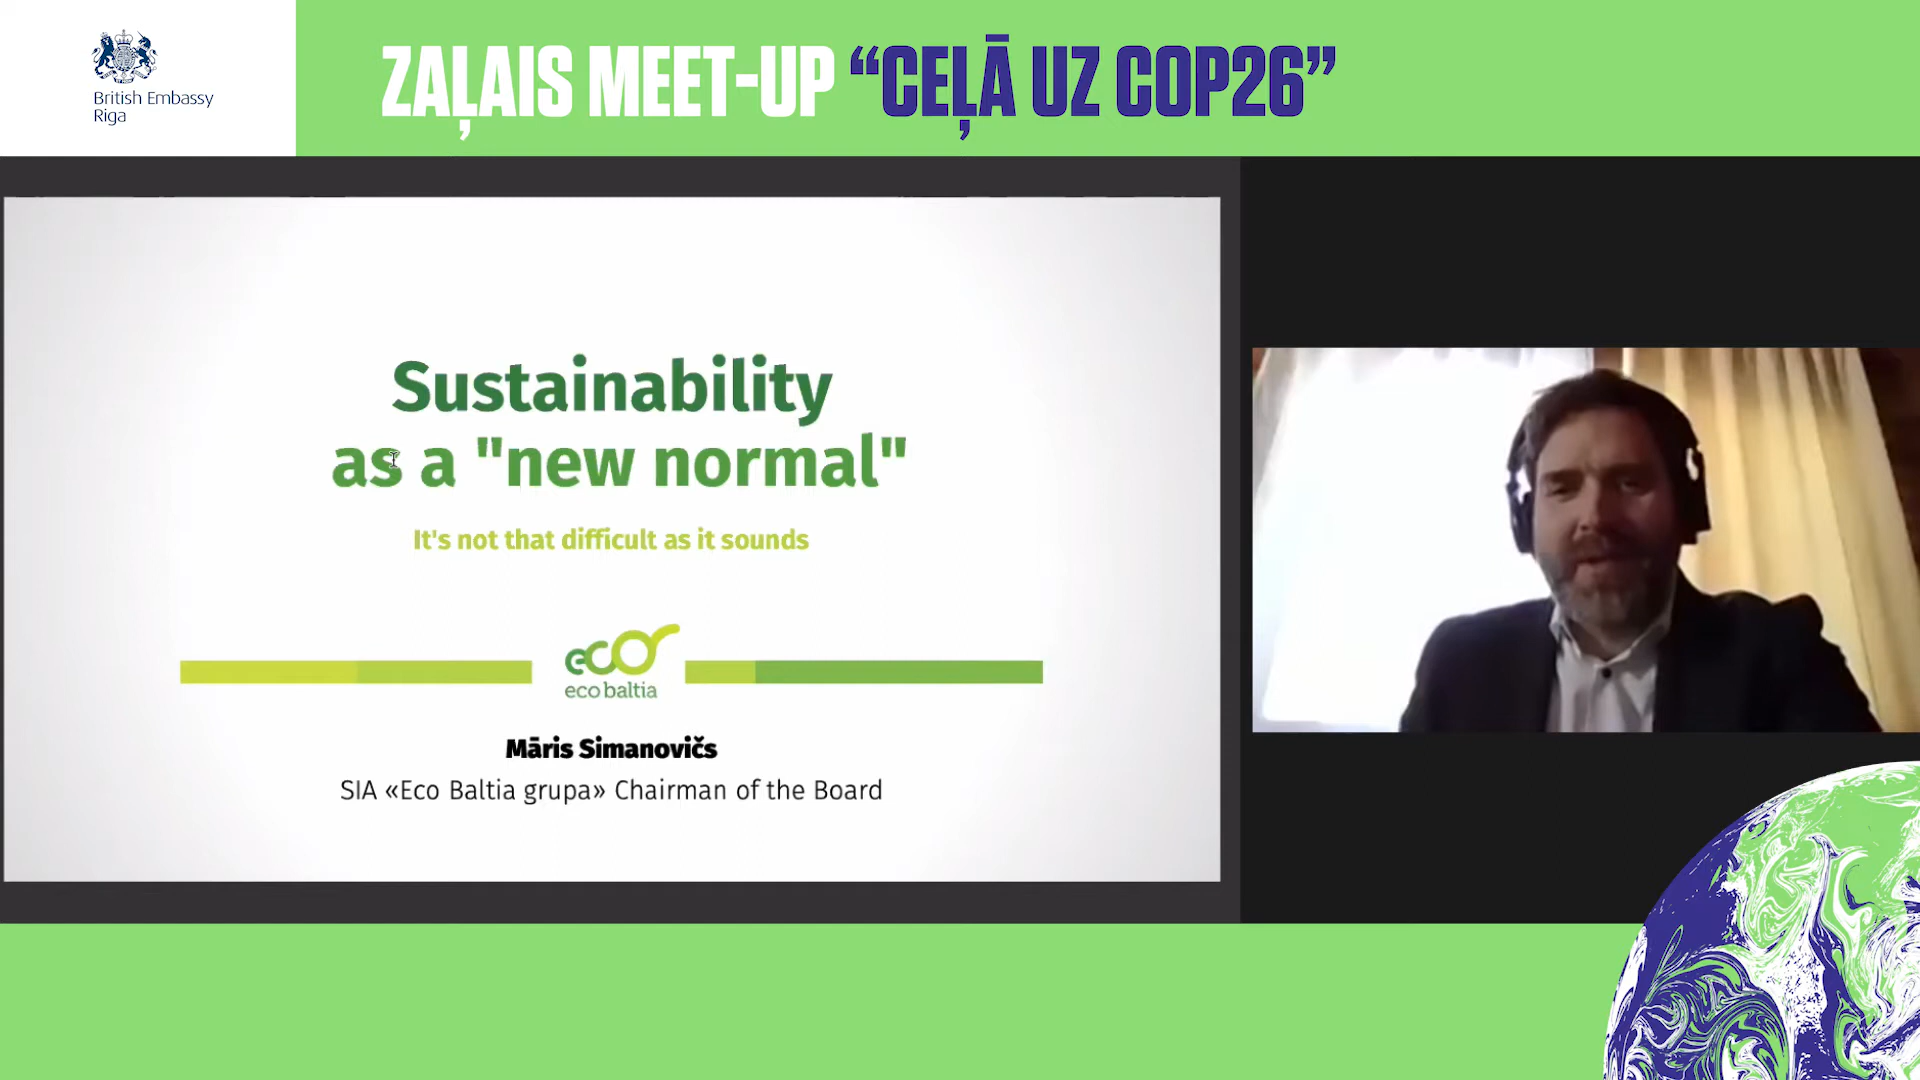 British Embassy
Riga
ZAĻAIS MEET-UP “CEĻĀ UZ COP26”
Sustainability
as a "new normal"
It's not that difficult as it sounds
eco
eco baltia
Māris Simanovičs
SIA «Eco Baltia grupa» Chairman of the Board